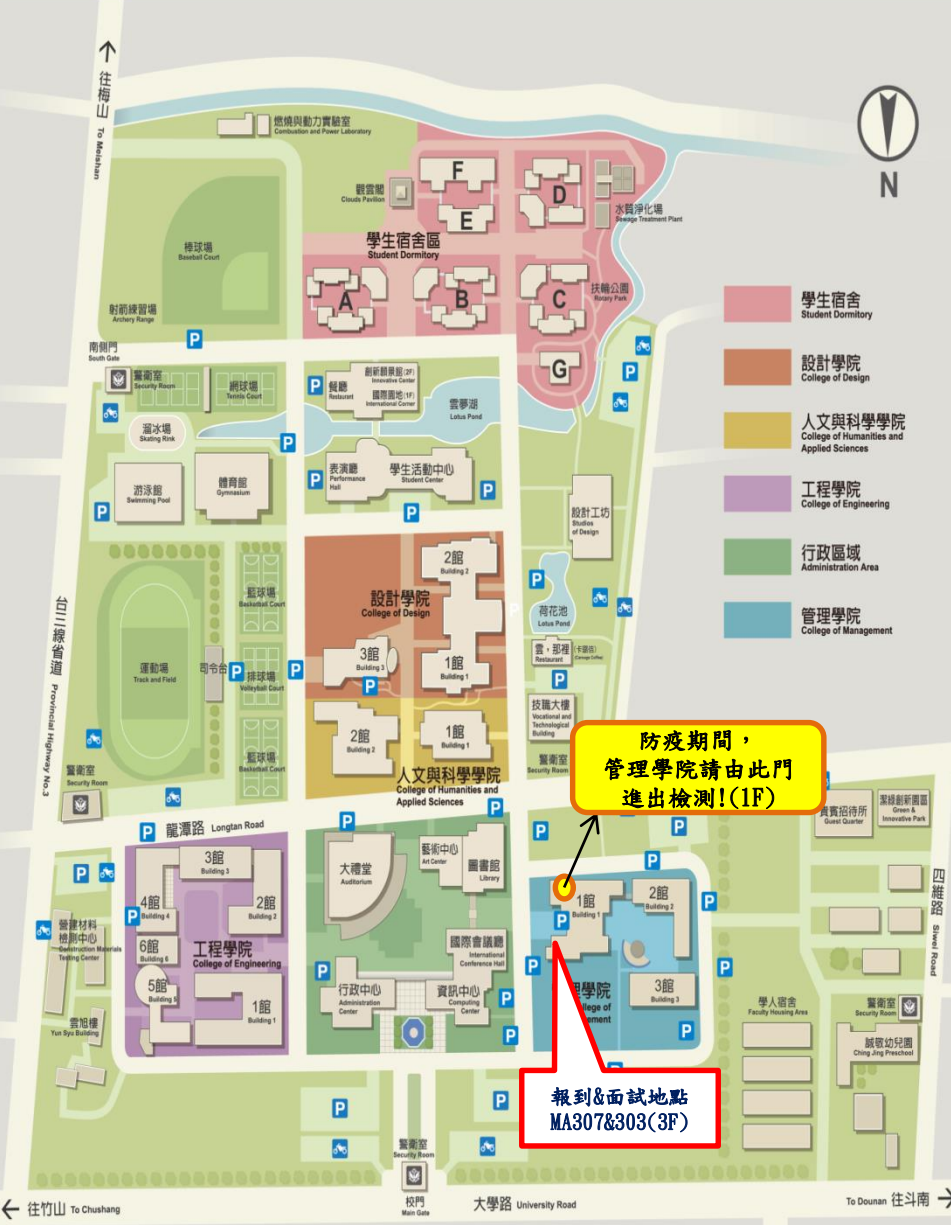 往梅山 To Meishan
燃燒與動力實驗室
Combustion and Power Laboratory
N
觀雲閣
Clouds Pavilion
F
E
D
水質淨化場
Sewage Treatment Plant
棒球場
Baseball Court
學生宿舍區
Student Dormitory
A
B
C
扶輪公園
Rotary Park
G
射箭練習場
Archery Range
P
南側門
South Gate
警衛室
Security Room
網球場
Tennis Court
P
餐廳
Restaurant
創新願景館(2F)
Innovative Center
國際園地(1F)
International Corner
雲夢湖
Lotus Pond
P
溜冰場
Skating Rink
P
游泳館
Swimming Pool
體育館
Gymnasium
P
P
表演廳
Performance
Hall
學生活動中心
Student Center
P
P
設計工坊
Studios
of Design
學生宿舍
Student Dormitory
設計學院
College of Design
人文與科學學院
College of Humanities and
Applied Sciences
工程學院
College of Engineering
行政區域
Administration Area
管理學院
College of Management
台三線省道 Provincial Highway No.3
運動場
Track and Field
司令台
P
籃球場
Basketball Court
排球場
Volleyball Court
籃球場
Basketball Court
P
設計學院
College of Design
2館
Building 2
3館
Building 3
P
1館
Building 1
P
荷花池
Lotus Pond
雲，那裡
Restaurant
P
技職大樓
Vocational and
Technological
Building
2館
Building 2
1館
Building 1
人文與科學學院
College of Humanities and
Applied Sciences
警衛室
Security Room
警衛室
Security Room
防疫期間，
管理學院請由此門
進出檢測!(1F)
貴賓招待所
Guest Quarter
潔綠創新園區
Green &
Innovative Park
P
龍潭路 Longtan Road
P
P
P
P
P
P
3館
Building 3
4館
Building 4
P
2館
Building 2
6館
Building 6
工程學院
College of Engineering
5館
Building 5
1館
Building 1
營建材料
檢測中心
Construction Materials
Testing Center
雲旭樓
Yun Syu Building
大禮堂
Auditorium
藝術中心
Art Center
圖書館
Library
國際會議廳
International
Conference Hall
P
行政中心
Administration
Center
資訊中心
Computing
Center
P
P
1館
Building 1
P
2館
Building 2
P
P
P
理學院
3館
Building 3
P
四維路 Siwei Road
學人宿舍
Faculty Housing Area
警衛室
Security Room
誠敬幼兒園
Ching Jing Preschool
報到&面試地點
MA307&303(3F)
P
P
警衛室
Security Room
校門
Main Gate
大學路 University Road
往竹山 To Chushang
To Dounan 往斗南